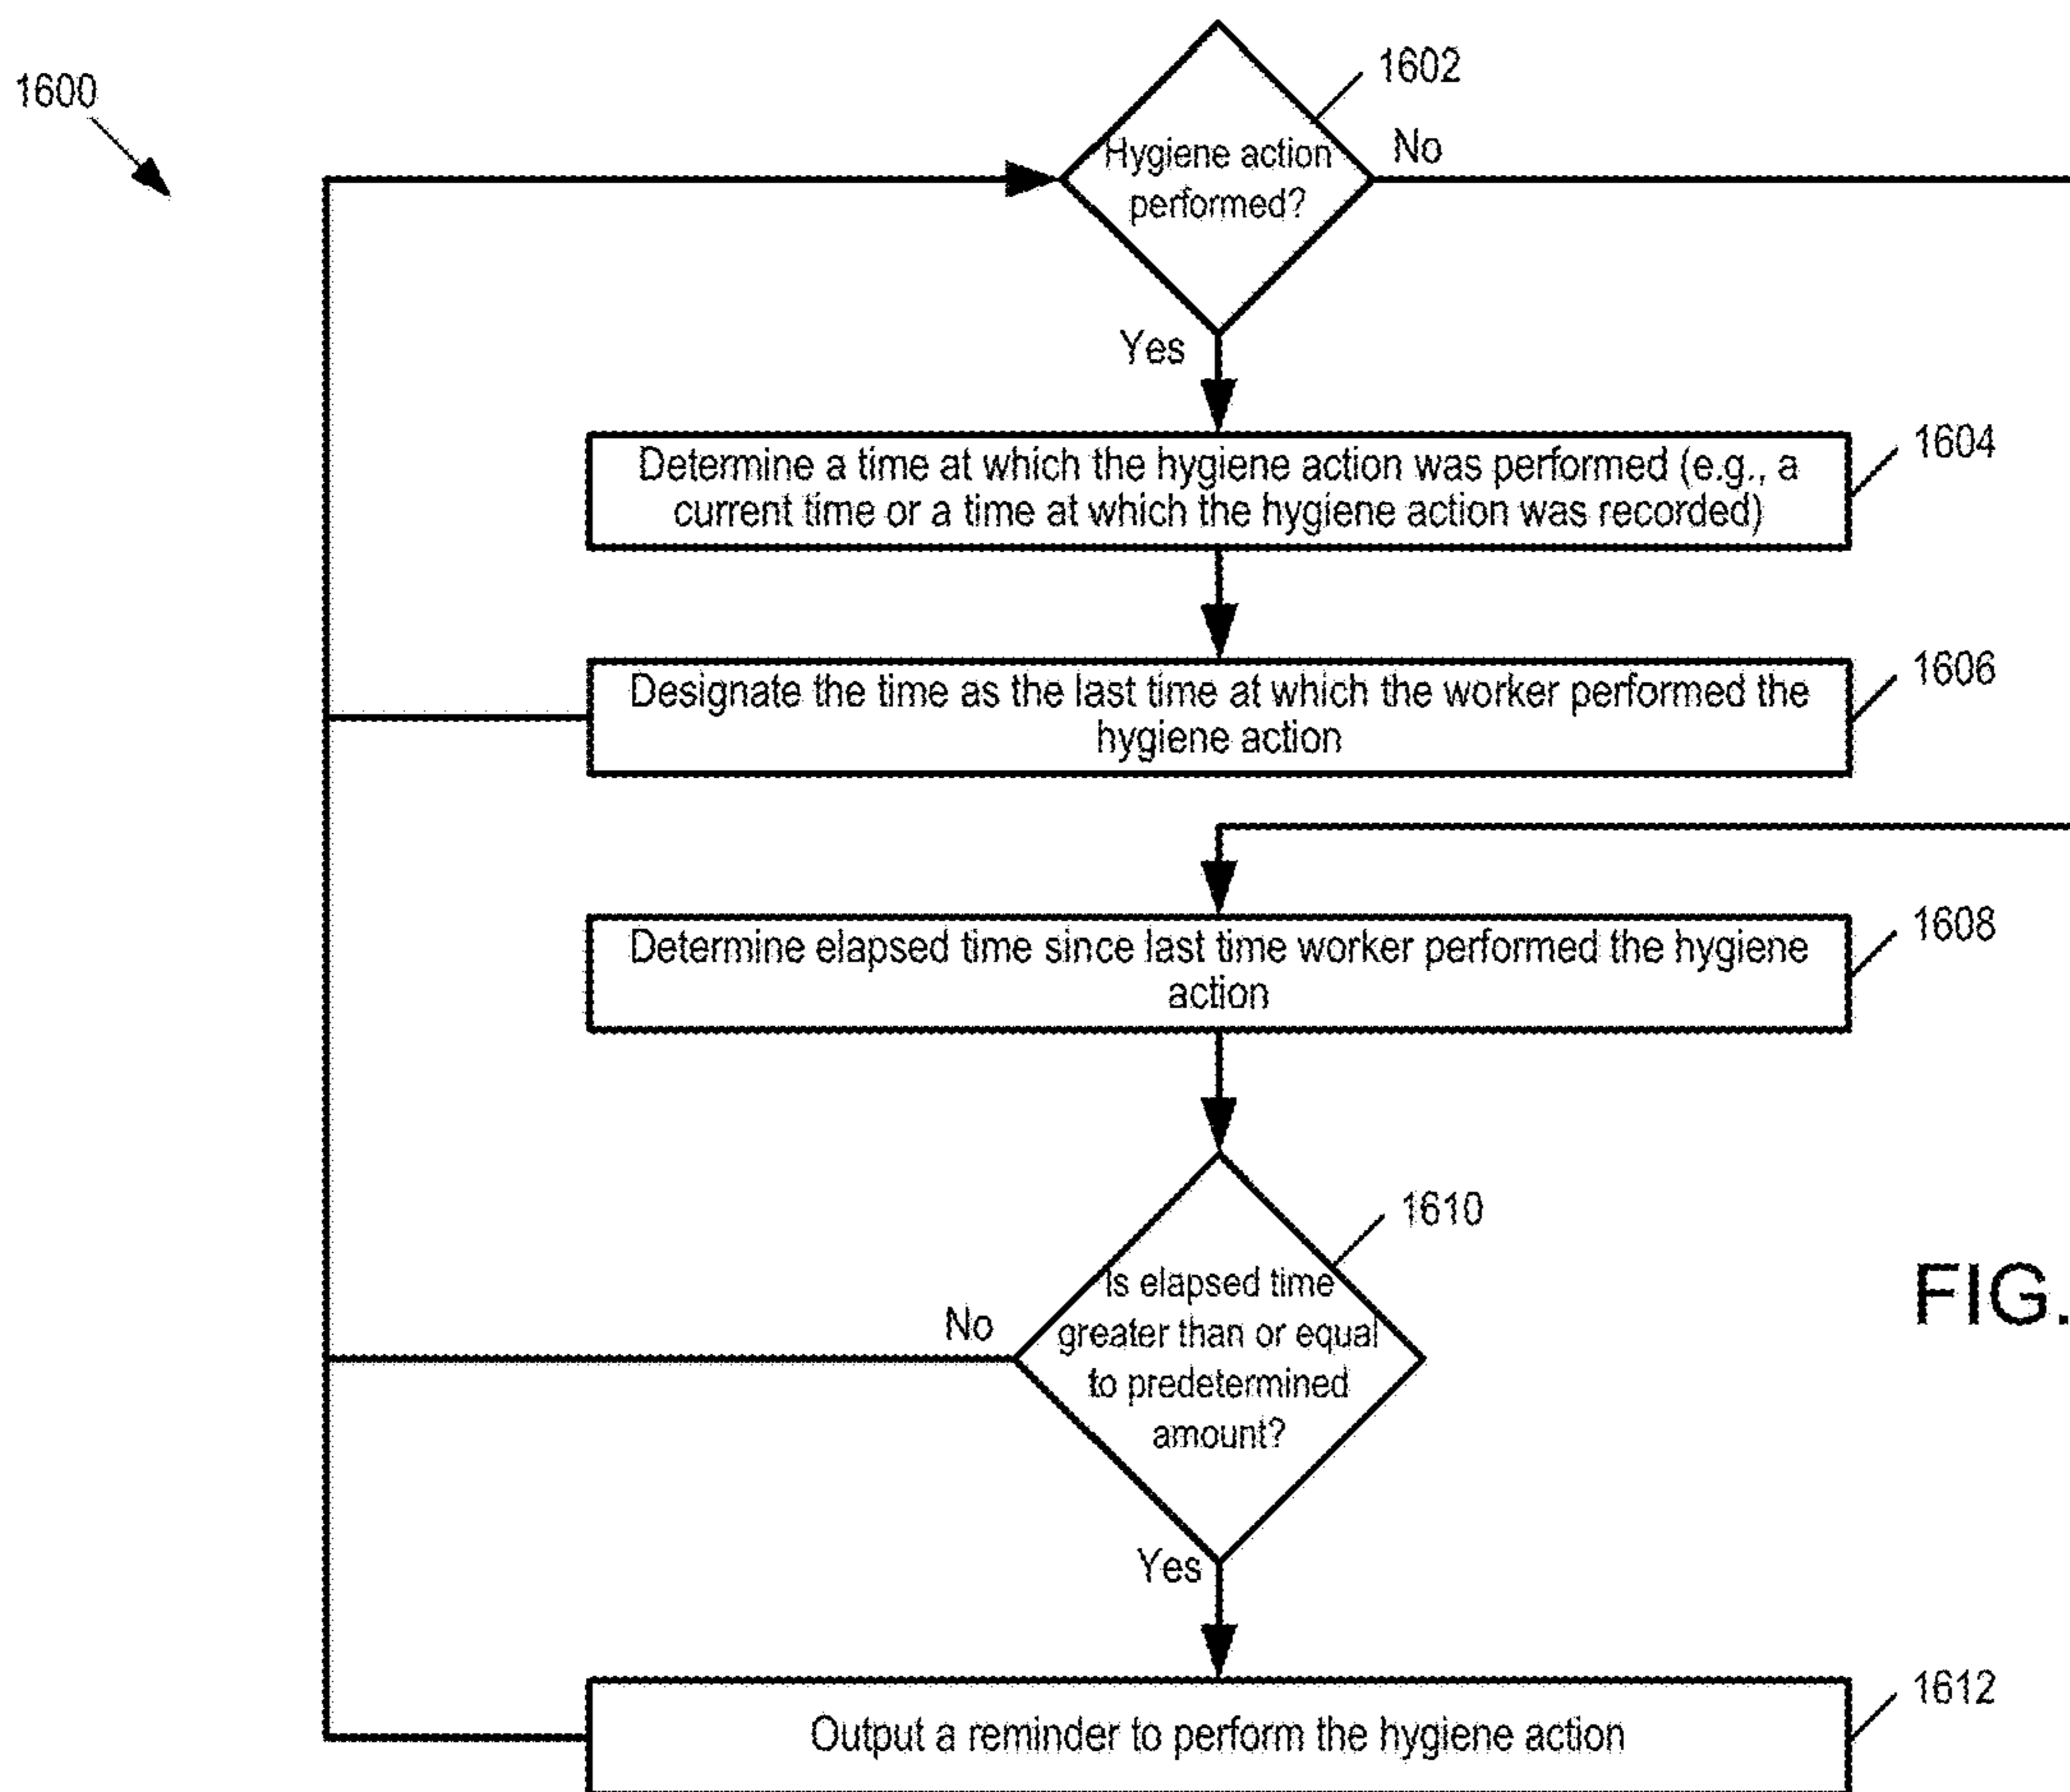 1600
1602
Hygiene action
performed?
No
Yes
Determine a time at which the hygiene action was performed (e.g., a
current time or a time at which the hygiene action was recorded)
1604
Designate the time as the last time at which the worker performed the
hygiene action
1606
Determine elapsed time since last time worker performed the hygiene
action
1608
1610
Is elapsed time
greater than or equal
to predetermined
amount?
No
FIG.
Yes
Output a reminder to perform the hygiene action
1612